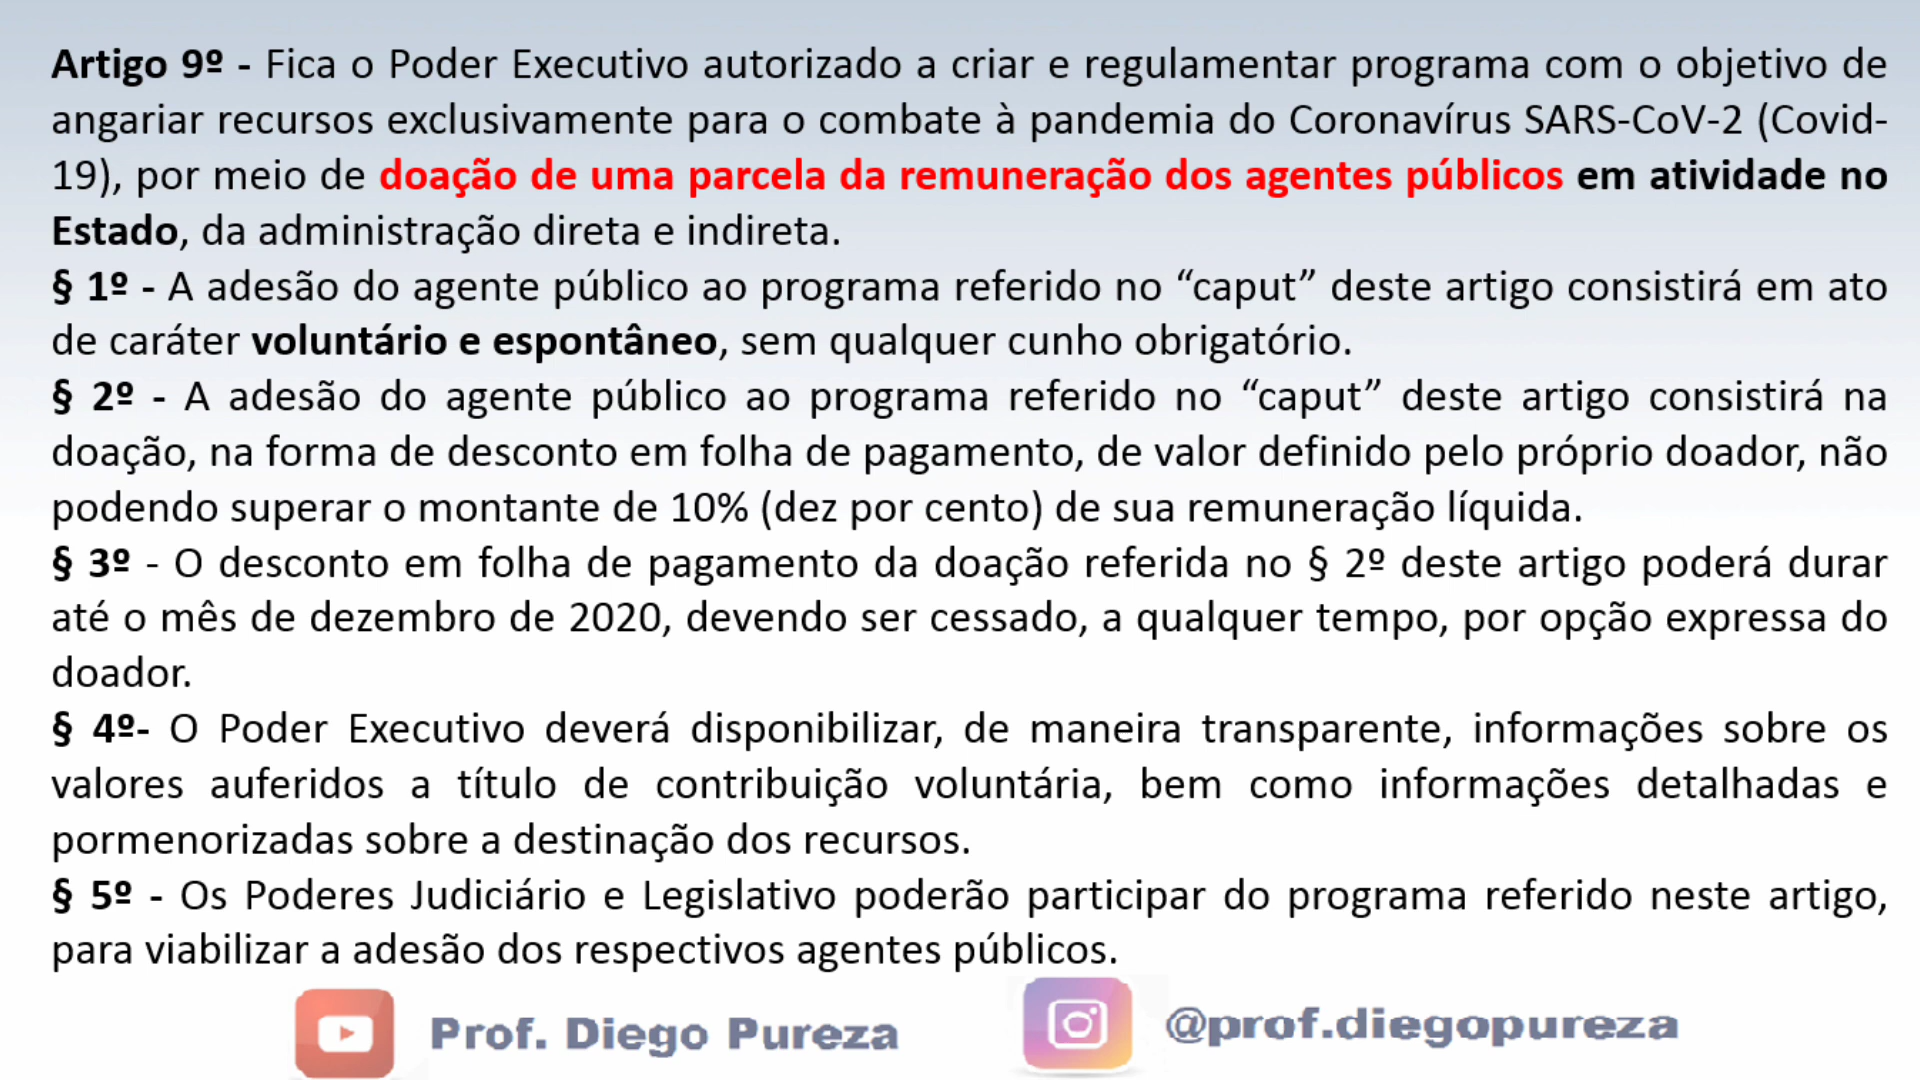 Artigo 9º - Fica o Poder Executivo autorizado a criar e regulamentar programa com o objetivo de
angariar recursos exclusivamente para o combate à pandemia do Coronavírus SARS-CoV-2 (Covid-
19), por meio de doação de uma parcela da remuneração dos agentes públicos em atividade no
Estado, da administração direta e indireta.
§ 1º - A adesão do agente público ao programa referido no “caput” deste artigo consistirá em ato
de caráter voluntário e espontâneo, sem qualquer cunho obrigatório.
§ 2º - A adesão do agente público ao programa referido no “caput” deste artigo consistirá na
doação, na forma de desconto em folha de pagamento, de valor definido pelo próprio doador, não
podendo superar o montante de 10% (dez por cento) de sua remuneração líquida.
§ 3º - O desconto em folha de pagamento da doação referida no § 2º deste artigo poderá durar
até o mês de dezembro de 2020, devendo ser cessado, a qualquer tempo, por opção expressa do
doador.
§ 4º- O Poder Executivo deverá disponibilizar, de maneira transparente, informações sobre os
valores auferidos a título de contribuição voluntária, bem como informações detalhadas e
pormenorizadas sobre a destinação dos recursos.
§ 5º - Os Poderes Judiciário e Legislativo poderão participar do programa referido neste artigo,
para viabilizar a adesão dos respectivos agentes públicos.
Prof. Diego Pureza
@prof.diegopureza